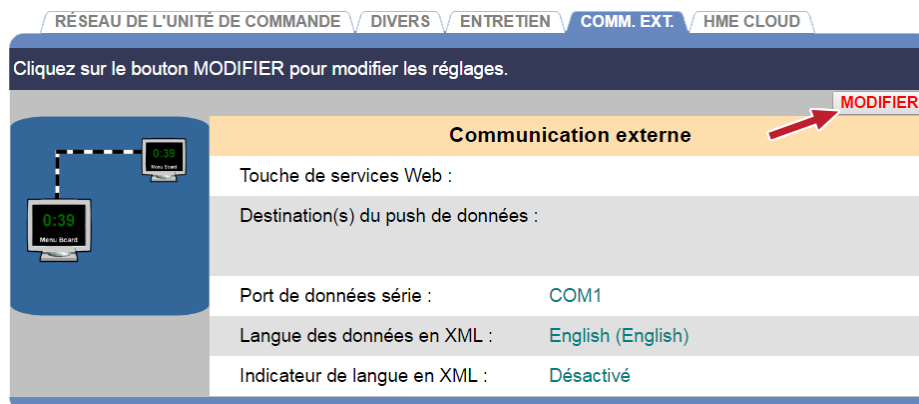 RÉSEAU DE L'UNITÉ DE COMMANDE DIVERS ENTRETIEN COMM. EXT. HME CLOUD
Cliquez sur le bouton MODIFIER pour modifier les réglages.
MODIFIER
Communication externe
0:39
Menu Board
0:39
Menu Board
Touche de services Web :
Destination(s) du push de données :
Port de données série : COM1
Langue des données en XML : English (English)
Indicateur de langue en XML : Désactivé